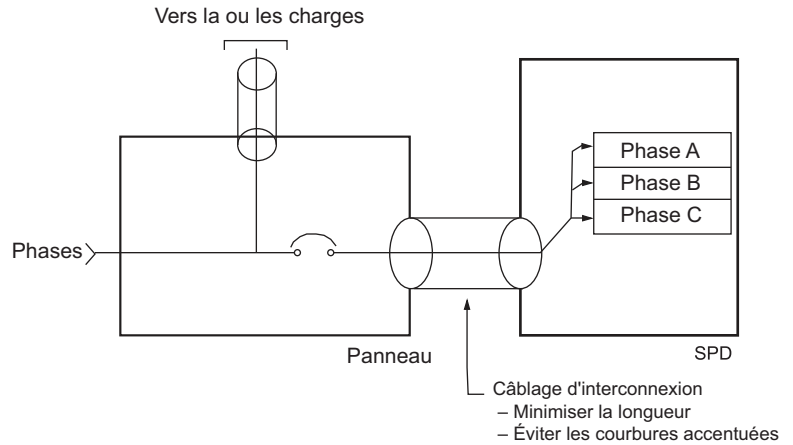 Vers la ou les charges
Phase A
Phase B
Phase C
Phases
Panneau
SPD
Câblage d'interconnexion
– Minimiser la longueur
– Éviter les courbures accentuées